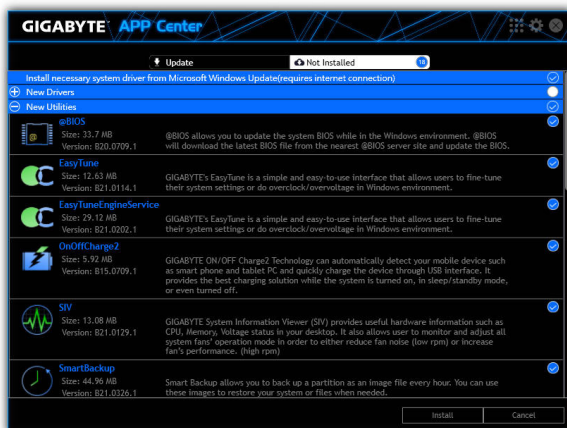 GIGABYTE APP Center
Update
Not Installed 18
Install necessary system driver from Microsoft Windows Update(requires internet connection)
New Drivers
New Utilities
@BIOS
Size: 33.7 MB
Version: B20.0709.1
@BIOS allows you to update the system BIOS while in the Windows environment. @BIOS
will download the latest BIOS file from the nearest @BIOS server site and update the BIOS.
EasyTune
Size: 12.63 MB
Version: B21.0114.1
GIGABYTE's EasyTune is a simple and easy-to-use interface that allows users to fine-tune
their system settings or do overclock/overvoltage in Windows environment.
EasyTuneEngineService
Size: 29.12 MB
Version: B21.0202.1
GIGABYTE's EasyTune is a simple and easy-to-use interface that allows users to fine-tune
their system settings or do overclock/overvoltage in Windows environment.
OnOffCharge2
Size: 5.92 MB
Version: B15.0709.1
GIGABYTE ON/OFF Charge2 Technology can automatically detect your mobile device such
as smart phone and tablet PC and quickly charge the device through USB interface. It
provides the best charging solution while the system is turned on, in sleep/standby mode,
or even turned off.
SIV
Size: 13.08 MB
Version: B21.0129.1
GIGABYTE System Information Viewer (SIV) provides useful hardware information such as
CPU, Memory, Voltage status in your desktop. It also allows user to monitor and adjust all
system fans' operation mode in order to either reduce fan noise (low rpm) or increase
fan's performance. (high rpm)
SmartBackup
Size: 44.96 MB
Version: B21.0326.1
Smart Backup allows you to back up a partition as an image file every hour. You can use
these images to restore your system or files when needed.
Install
Cancel